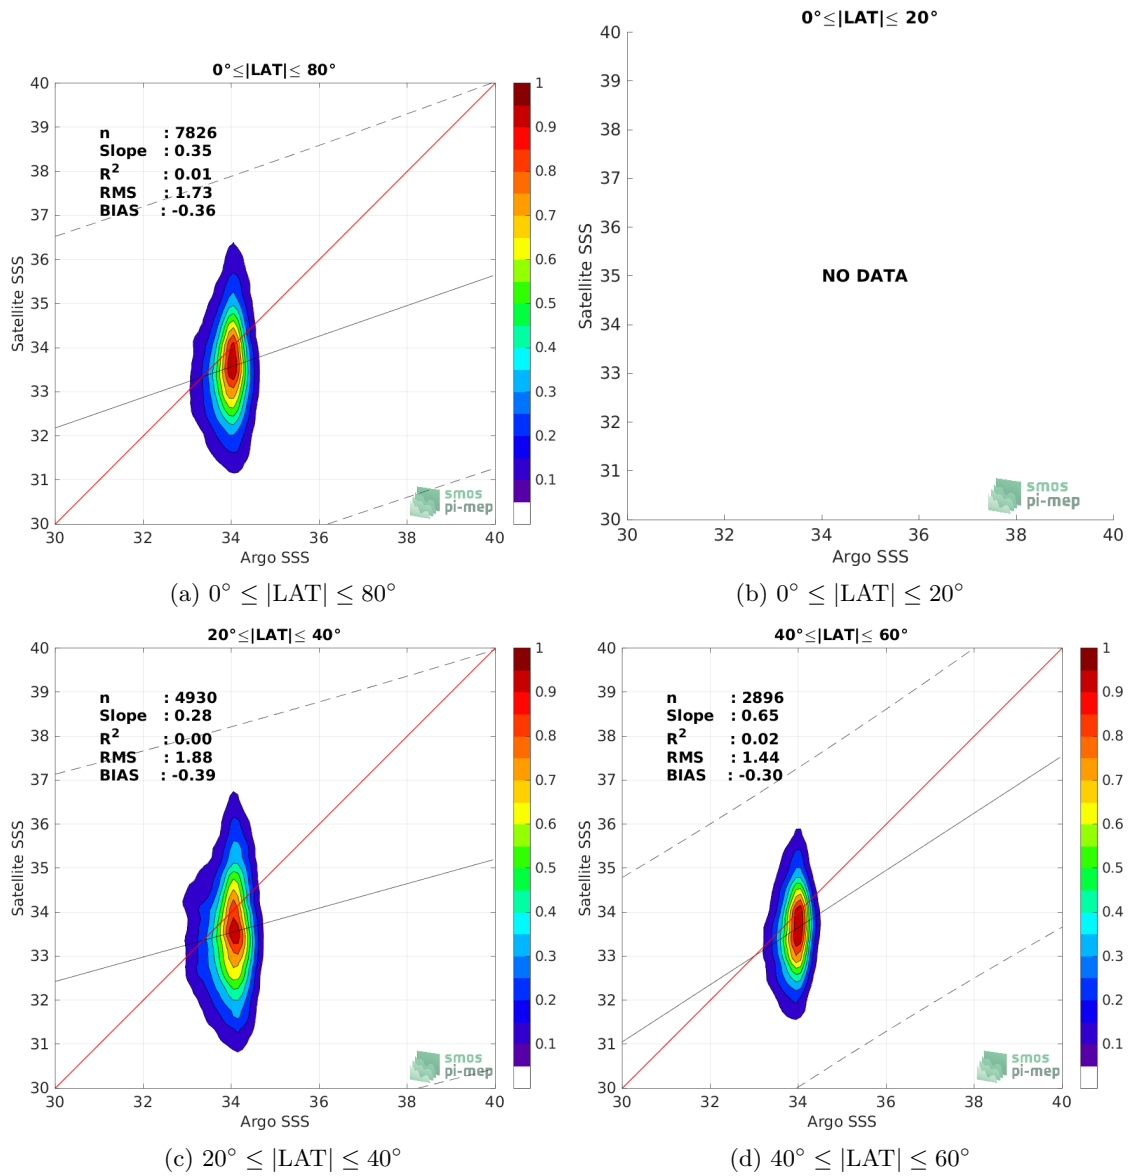 0°≤|LAT|≤ 80°
40
39
38
37
36
35
34
33
32
31
30
Satellite SSS
n : 7826
Slope : 0.35
R² : 0.01
RMS : 1.73
BIAS : -0.36
smos
pi-mep
30 32 34 36 38 40
Argo SSS
1
0.9
0.8
0.7
0.6
0.5
0.4
0.3
0.2
0.1
(a) 0° ≤ |LAT| ≤ 80°
0°≤|LAT|≤ 20°
40
39
38
37
36
35
34
33
32
31
30
Satellite SSS
NO DATA
smos
pi-mep
30 32 34 36 38 40
Argo SSS
(b) 0° ≤ |LAT| ≤ 20°
20°≤|LAT|≤ 40°
40
39
38
37
36
35
34
33
32
31
30
Satellite SSS
n : 4930
Slope : 0.28
R² : 0.00
RMS : 1.88
BIAS : -0.39
smos
pi-mep
30 32 34 36 38 40
Argo SSS
1
0.9
0.8
0.7
0.6
0.5
0.4
0.3
0.2
0.1
(c) 20° ≤ |LAT| ≤ 40°
40°≤|LAT|≤ 60°
40
39
38
37
36
35
34
33
32
31
30
Satellite SSS
n : 2896
Slope : 0.65
R² : 0.02
RMS : 1.44
BIAS : -0.30
smos
pi-mep
30 32 34 36 38 40
Argo SSS
1
0.9
0.8
0.7
0.6
0.5
0.4
0.3
0.2
0.1
(d) 40° ≤ |LAT| ≤ 60°